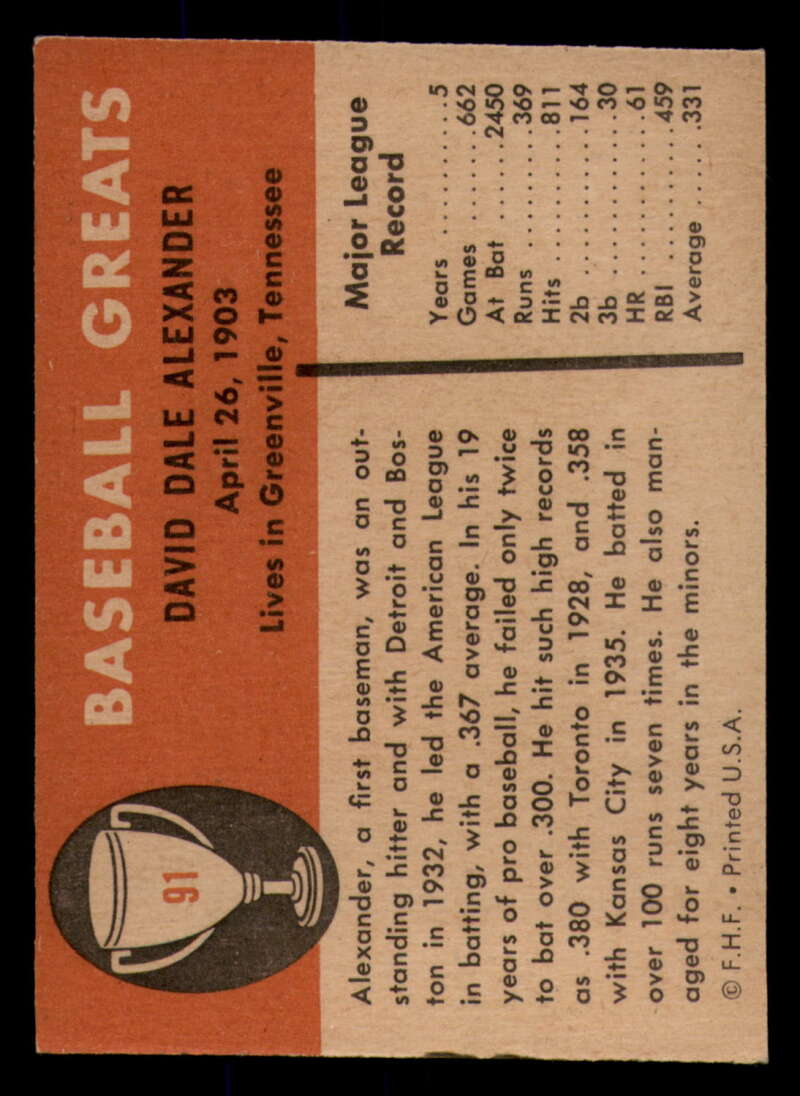 BASEBALL GREATS
DAVID DALE ALEXANDER
April 26, 1903
Lives in Greenville, Tennessee
91
Alexander, a first baseman, was an out-
standing hitter and with Detroit and Bos-
ton in 1932, he led the American League
in batting, with a .367 average. In his 19
years of pro baseball, he failed only twice
to bat over .300. He hit such high records
as .380 with Toronto in 1928, and .358
with Kansas City in 1935. He batted in
over 100 runs seven times. He also man-
aged for eight years in the minors.
© F.H.F. • Printed U.S.A.
Major League
Record
Years ..........5
Games ........662
At Bat ......2450
Runs ........369
Hits ..........811
2b ............164
3b ............30
HR ............61
RBI ..........459
Average ......331